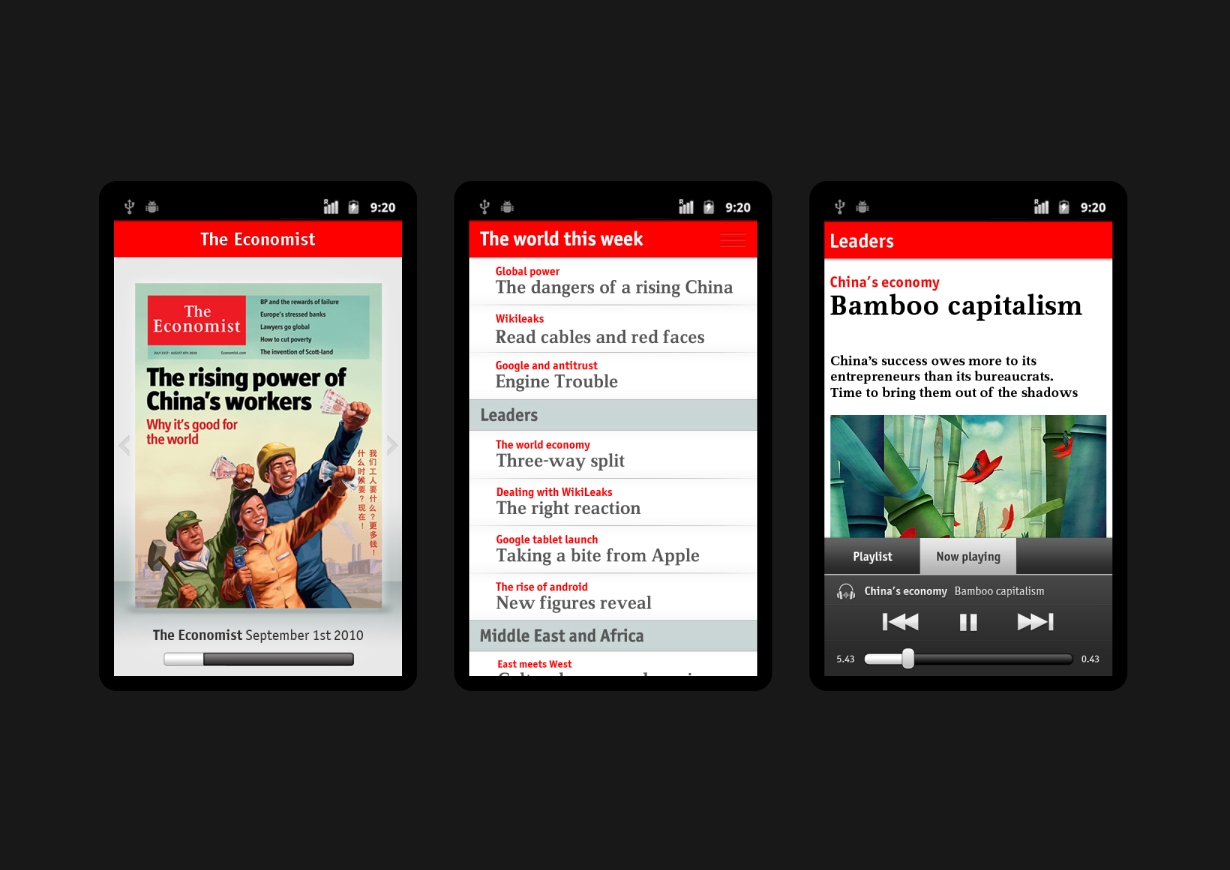 R
9:20
The Economist
The
Economist
BP and the rewards of failure
Europe's stressed banks
Lawyers go global
How to cut poverty
The invention of Scott-land
Economist.com
The rising power of
China's workers
Why it's good for
the world
我们工人要什么?更多钱!
什么时候要?现在!
The Economist September 1st 2010
R
9:20
The world this week
Global power
The dangers of a rising China
Wikileaks
Read cables and red faces
Google and antitrust
Engine Trouble
Leaders
The world economy
Three-way split
Dealing with WikiLeaks
The right reaction
Google tablet launch
Taking a bite from Apple
The rise of android
New figures reveal
Middle East and Africa
East meets West
R
9:20
Leaders
China's economy
Bamboo capitalism
China's success owes more to its
entrepreneurs than its bureaucrats.
Time to bring them out of the shadows
Playlist
Now playing
China's economy Bamboo capitalism
5.43
0.43